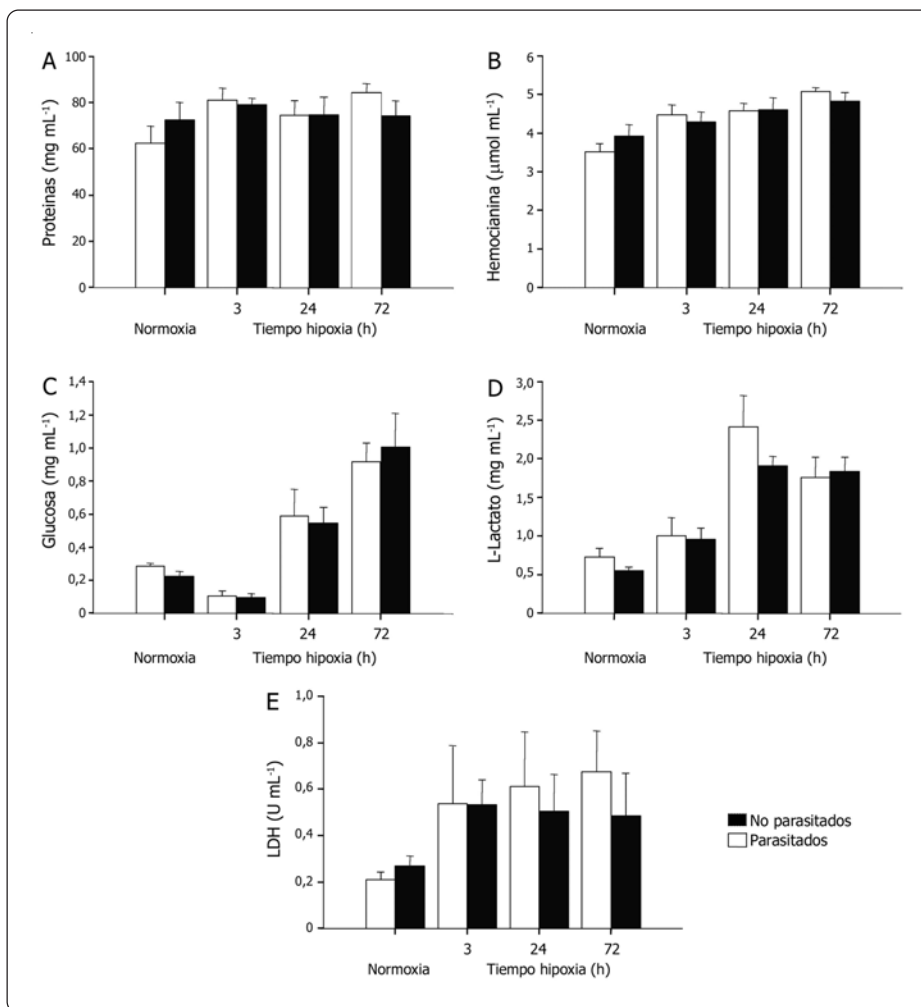 A
Proteinas (mg mL⁻¹)
100
80
60
40
20
0
3
24
72
Normoxia
Tiempo hipoxia (h)
B
Hemocianina (µmol mL⁻¹)
6
5
4
3
2
1
0
3
24
72
Normoxia
Tiempo hipoxia (h)
C
Glucosa (mg mL⁻¹)
1,4
1,2
1,0
0,8
0,6
0,4
0,2
0
3
24
72
Normoxia
Tiempo hipoxia (h)
D
L-Lactato (mg mL⁻¹)
3,0
2,5
2,0
1,5
1,0
0,5
0
3
24
72
Normoxia
Tiempo hipoxia (h)
E
LDH (U mL⁻¹)
1,0
0,8
0,6
0,4
0,2
0
3
24
72
Normoxia
Tiempo hipoxia (h)
No parasitados
Parasitados